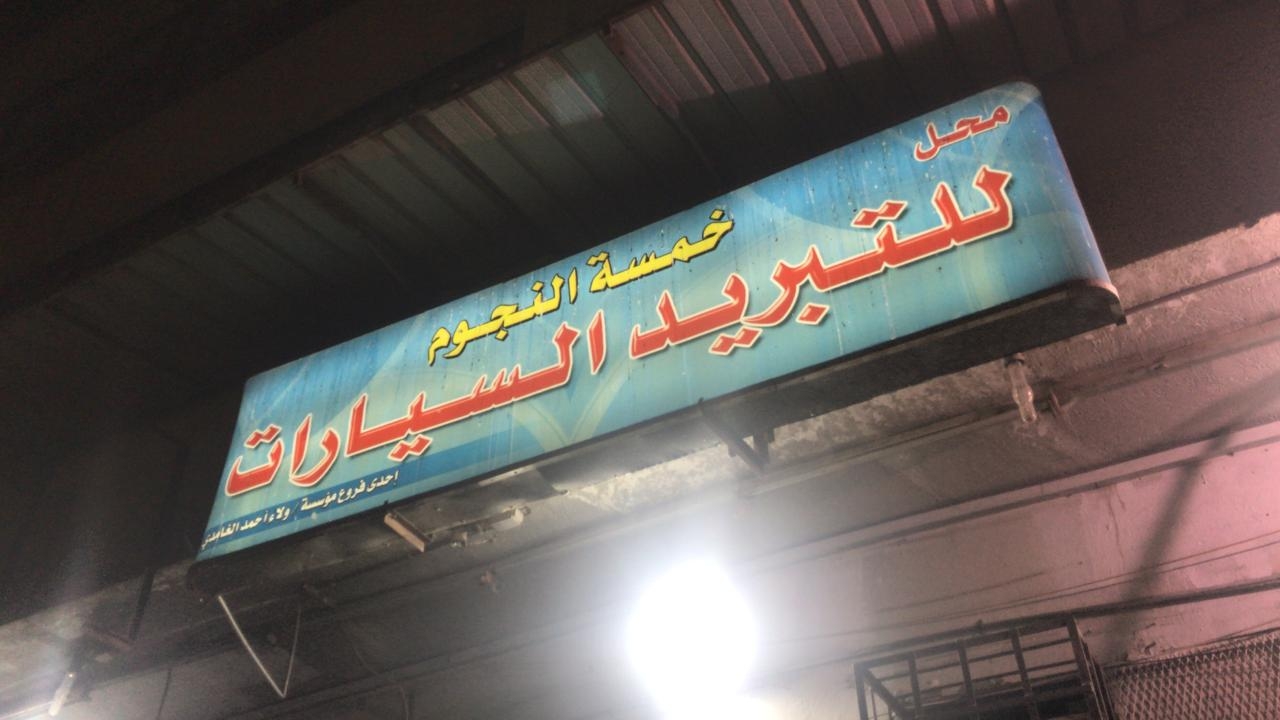 محل
خمسة النجوم
للتبريد السيارات
إحدى فروع مؤسسة / ولاء أحمد الغامدي